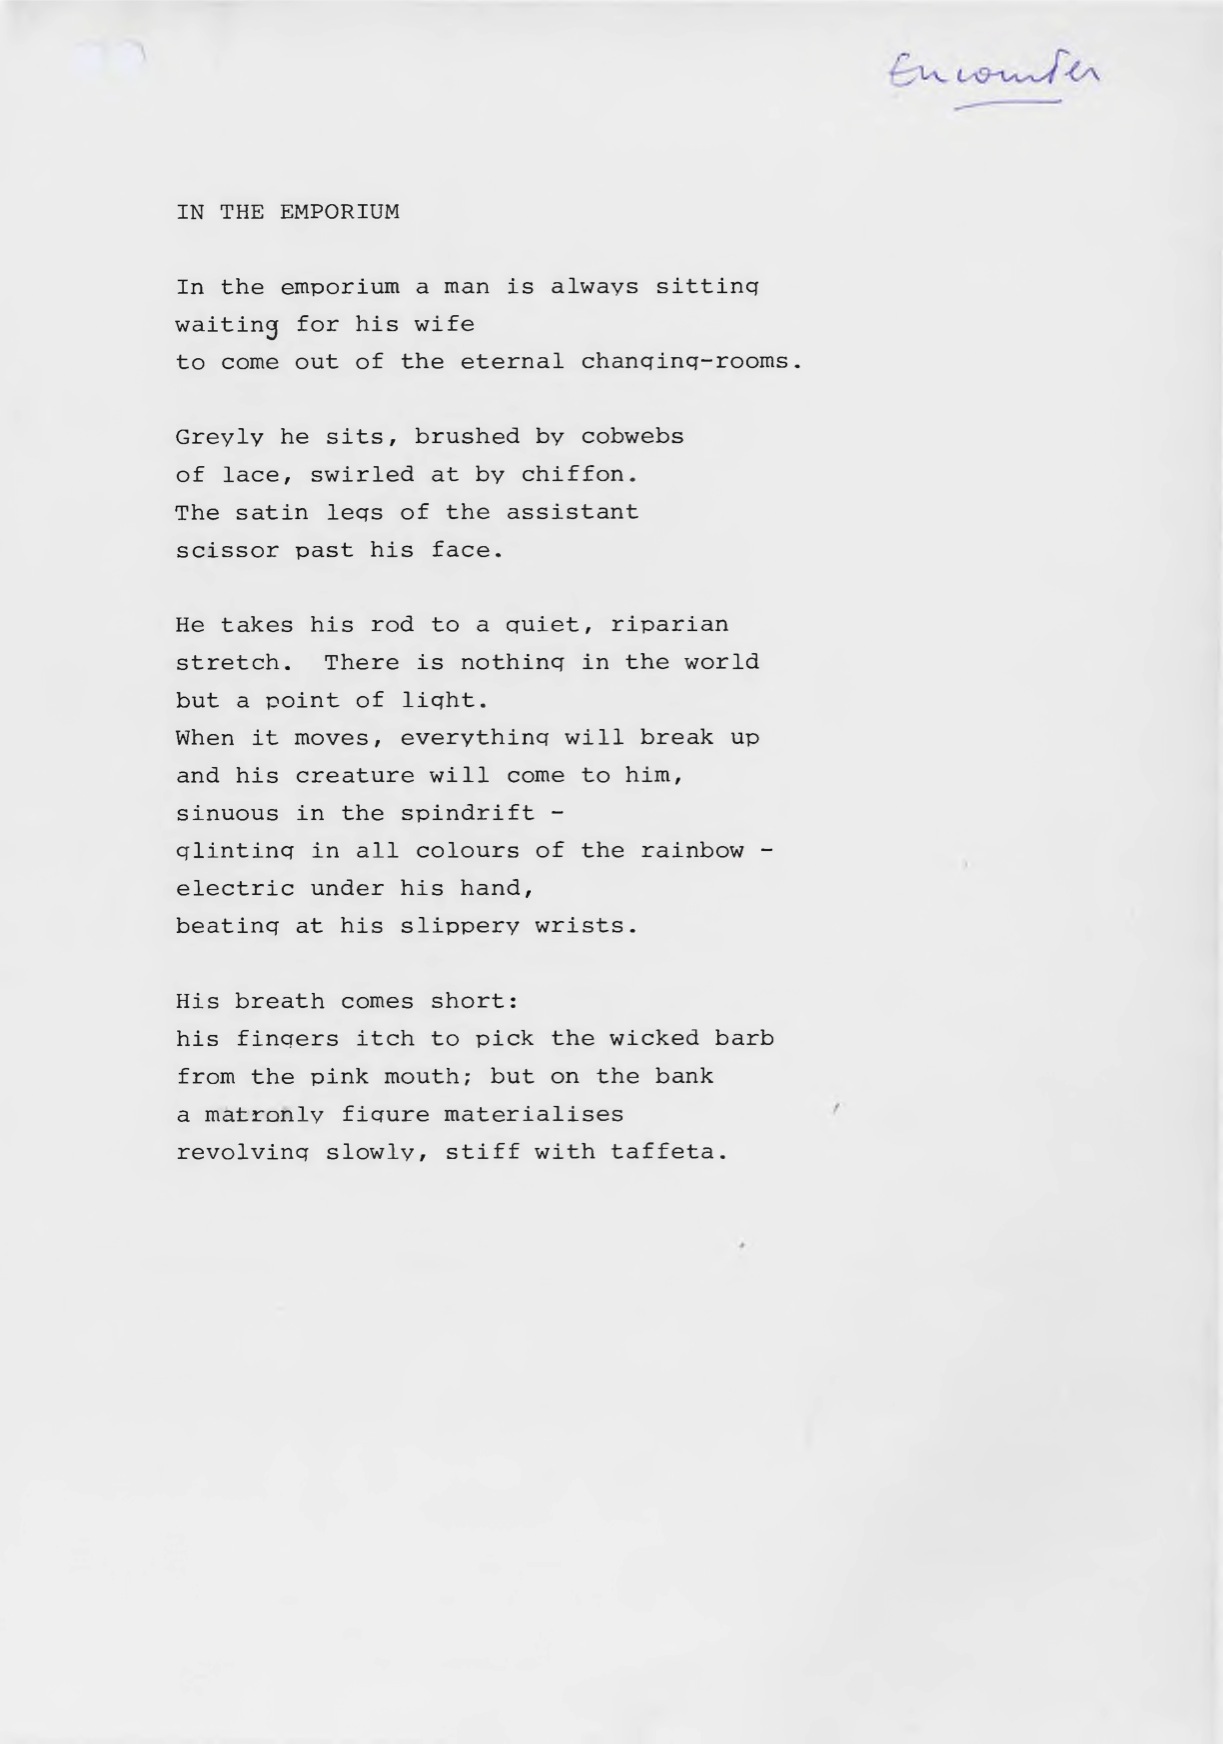 Encounter
IN THE EMPORIUM
In the emporium a man is always sitting
waiting for his wife
to come out of the eternal changing-rooms.
Greyly he sits, brushed by cobwebs
of lace, swirled at by chiffon.
The satin legs of the assistant
scissor past his face.
He takes his rod to a quiet, riparian
stretch.  There is nothing in the world
but a point of light.
When it moves, everything will break up
and his creature will come to him,
sinuous in the spindrift -
glinting in all colours of the rainbow -
electric under his hand,
beating at his slippery wrists.
His breath comes short:
his fingers itch to pick the wicked barb
from the pink mouth; but on the bank
a matronly figure materialises
revolving slowly, stiff with taffeta.